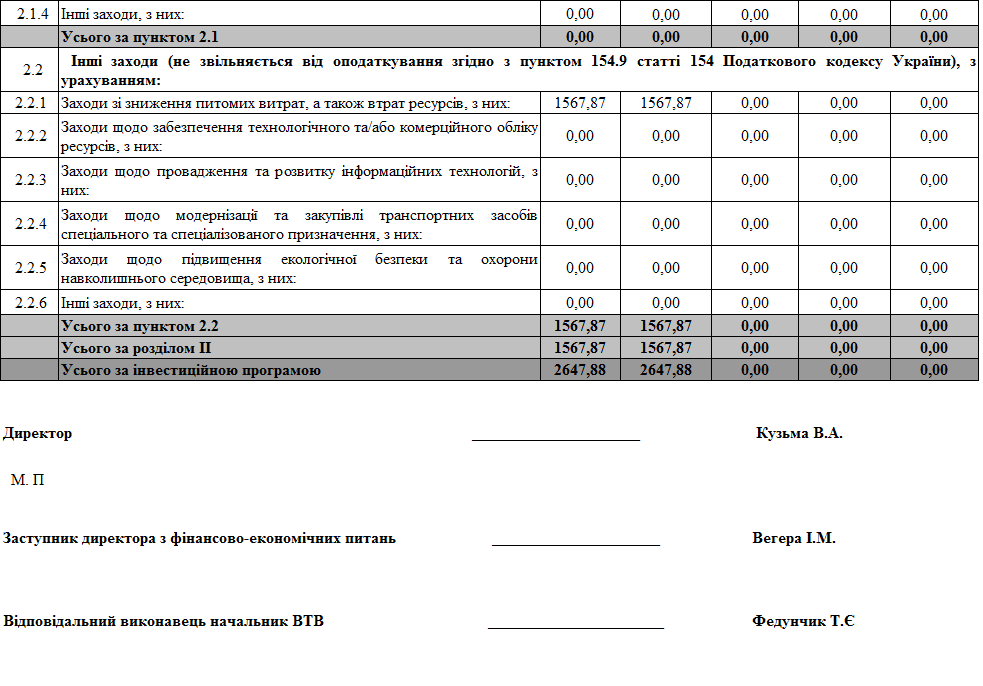 2.1.4 Інші заходи, з них: 0,00 0,00 0,00 0,00 0,00
Усього за пунктом 2.1 0,00 0,00 0,00 0,00 0,00
2.2 Інші заходи (не звільняється від оподаткування згідно з пунктом 154.9 статті 154 Податкового кодексу України), з
урахуванням:
2.2.1 Заходи зі зниження питомих витрат, а також втрат ресурсів, з них: 1567,87 1567,87 0,00 0,00 0,00
2.2.2 Заходи щодо забезпечення технологічного та/або комерційного обліку
ресурсів, з них: 0,00 0,00 0,00 0,00 0,00
2.2.3 Заходи щодо провадження та розвитку інформаційних технологій, з
них: 0,00 0,00 0,00 0,00 0,00
2.2.4 Заходи щодо модернізації та закупівлі транспортних засобів
спеціального та спеціалізованого призначення, з них: 0,00 0,00 0,00 0,00 0,00
2.2.5 Заходи щодо підвищення екологічної безпеки та охорони
навколишнього середовища, з них: 0,00 0,00 0,00 0,00 0,00
2.2.6 Інші заходи, з них: 0,00 0,00 0,00 0,00 0,00
Усього за пунктом 2.2 1567,87 1567,87 0,00 0,00 0,00
Усього за розділом II 1567,87 1567,87 0,00 0,00 0,00
Усього за інвестиційною програмою 2647,88 2647,88 0,00 0,00 0,00
Директор Кузьма В.А.
М. П
Заступник директора з фінансово-економічних питань Вегера І.М.
Відповідальний виконавець начальник ВТВ Федунчик Т.Є